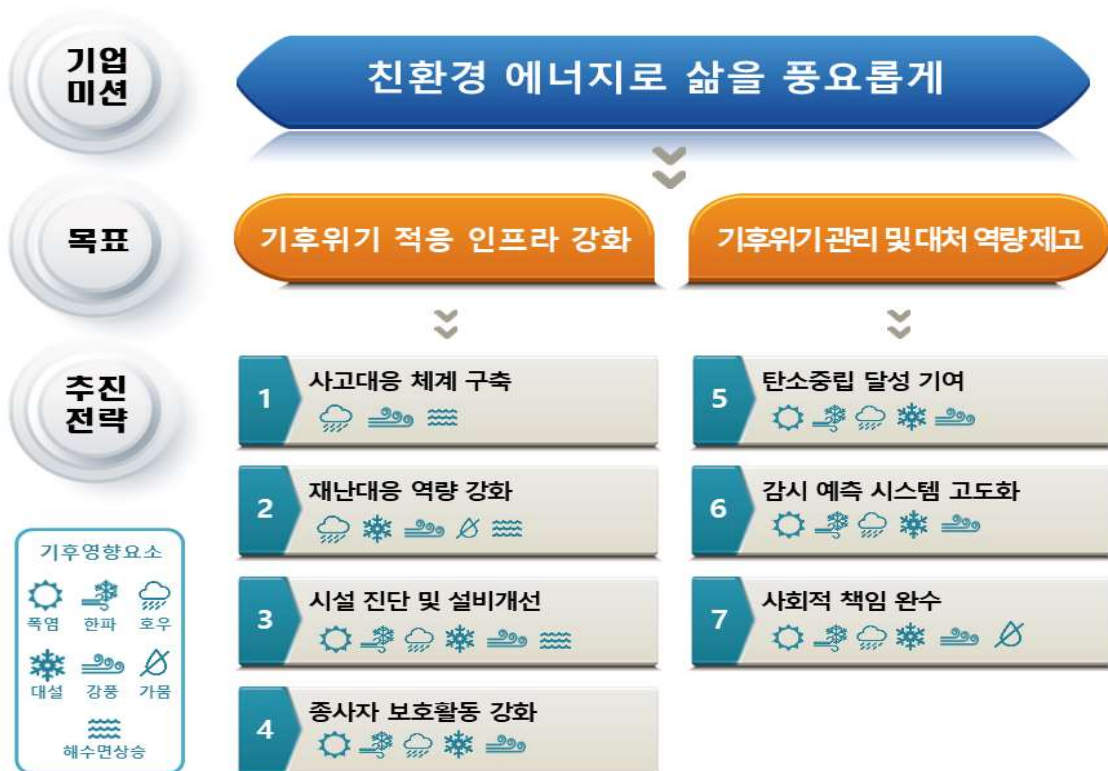 기업
미션
친환경 에너지로 삶을 풍요롭게
목표
기후위기 적응 인프라 강화
기후위기 관리 및 대처 역량 제고
추진
전략
1 사고대응 체계 구축
2 재난대응 역량 강화
3 시설 진단 및 설비개선
4 종사자 보호활동 강화
5 탄소중립 달성 기여
6 감시 예측 시스템 고도화
7 사회적 책임 완수
기후영향요소
폭염 한파 호우
대설 강풍 가뭄
해수면상승